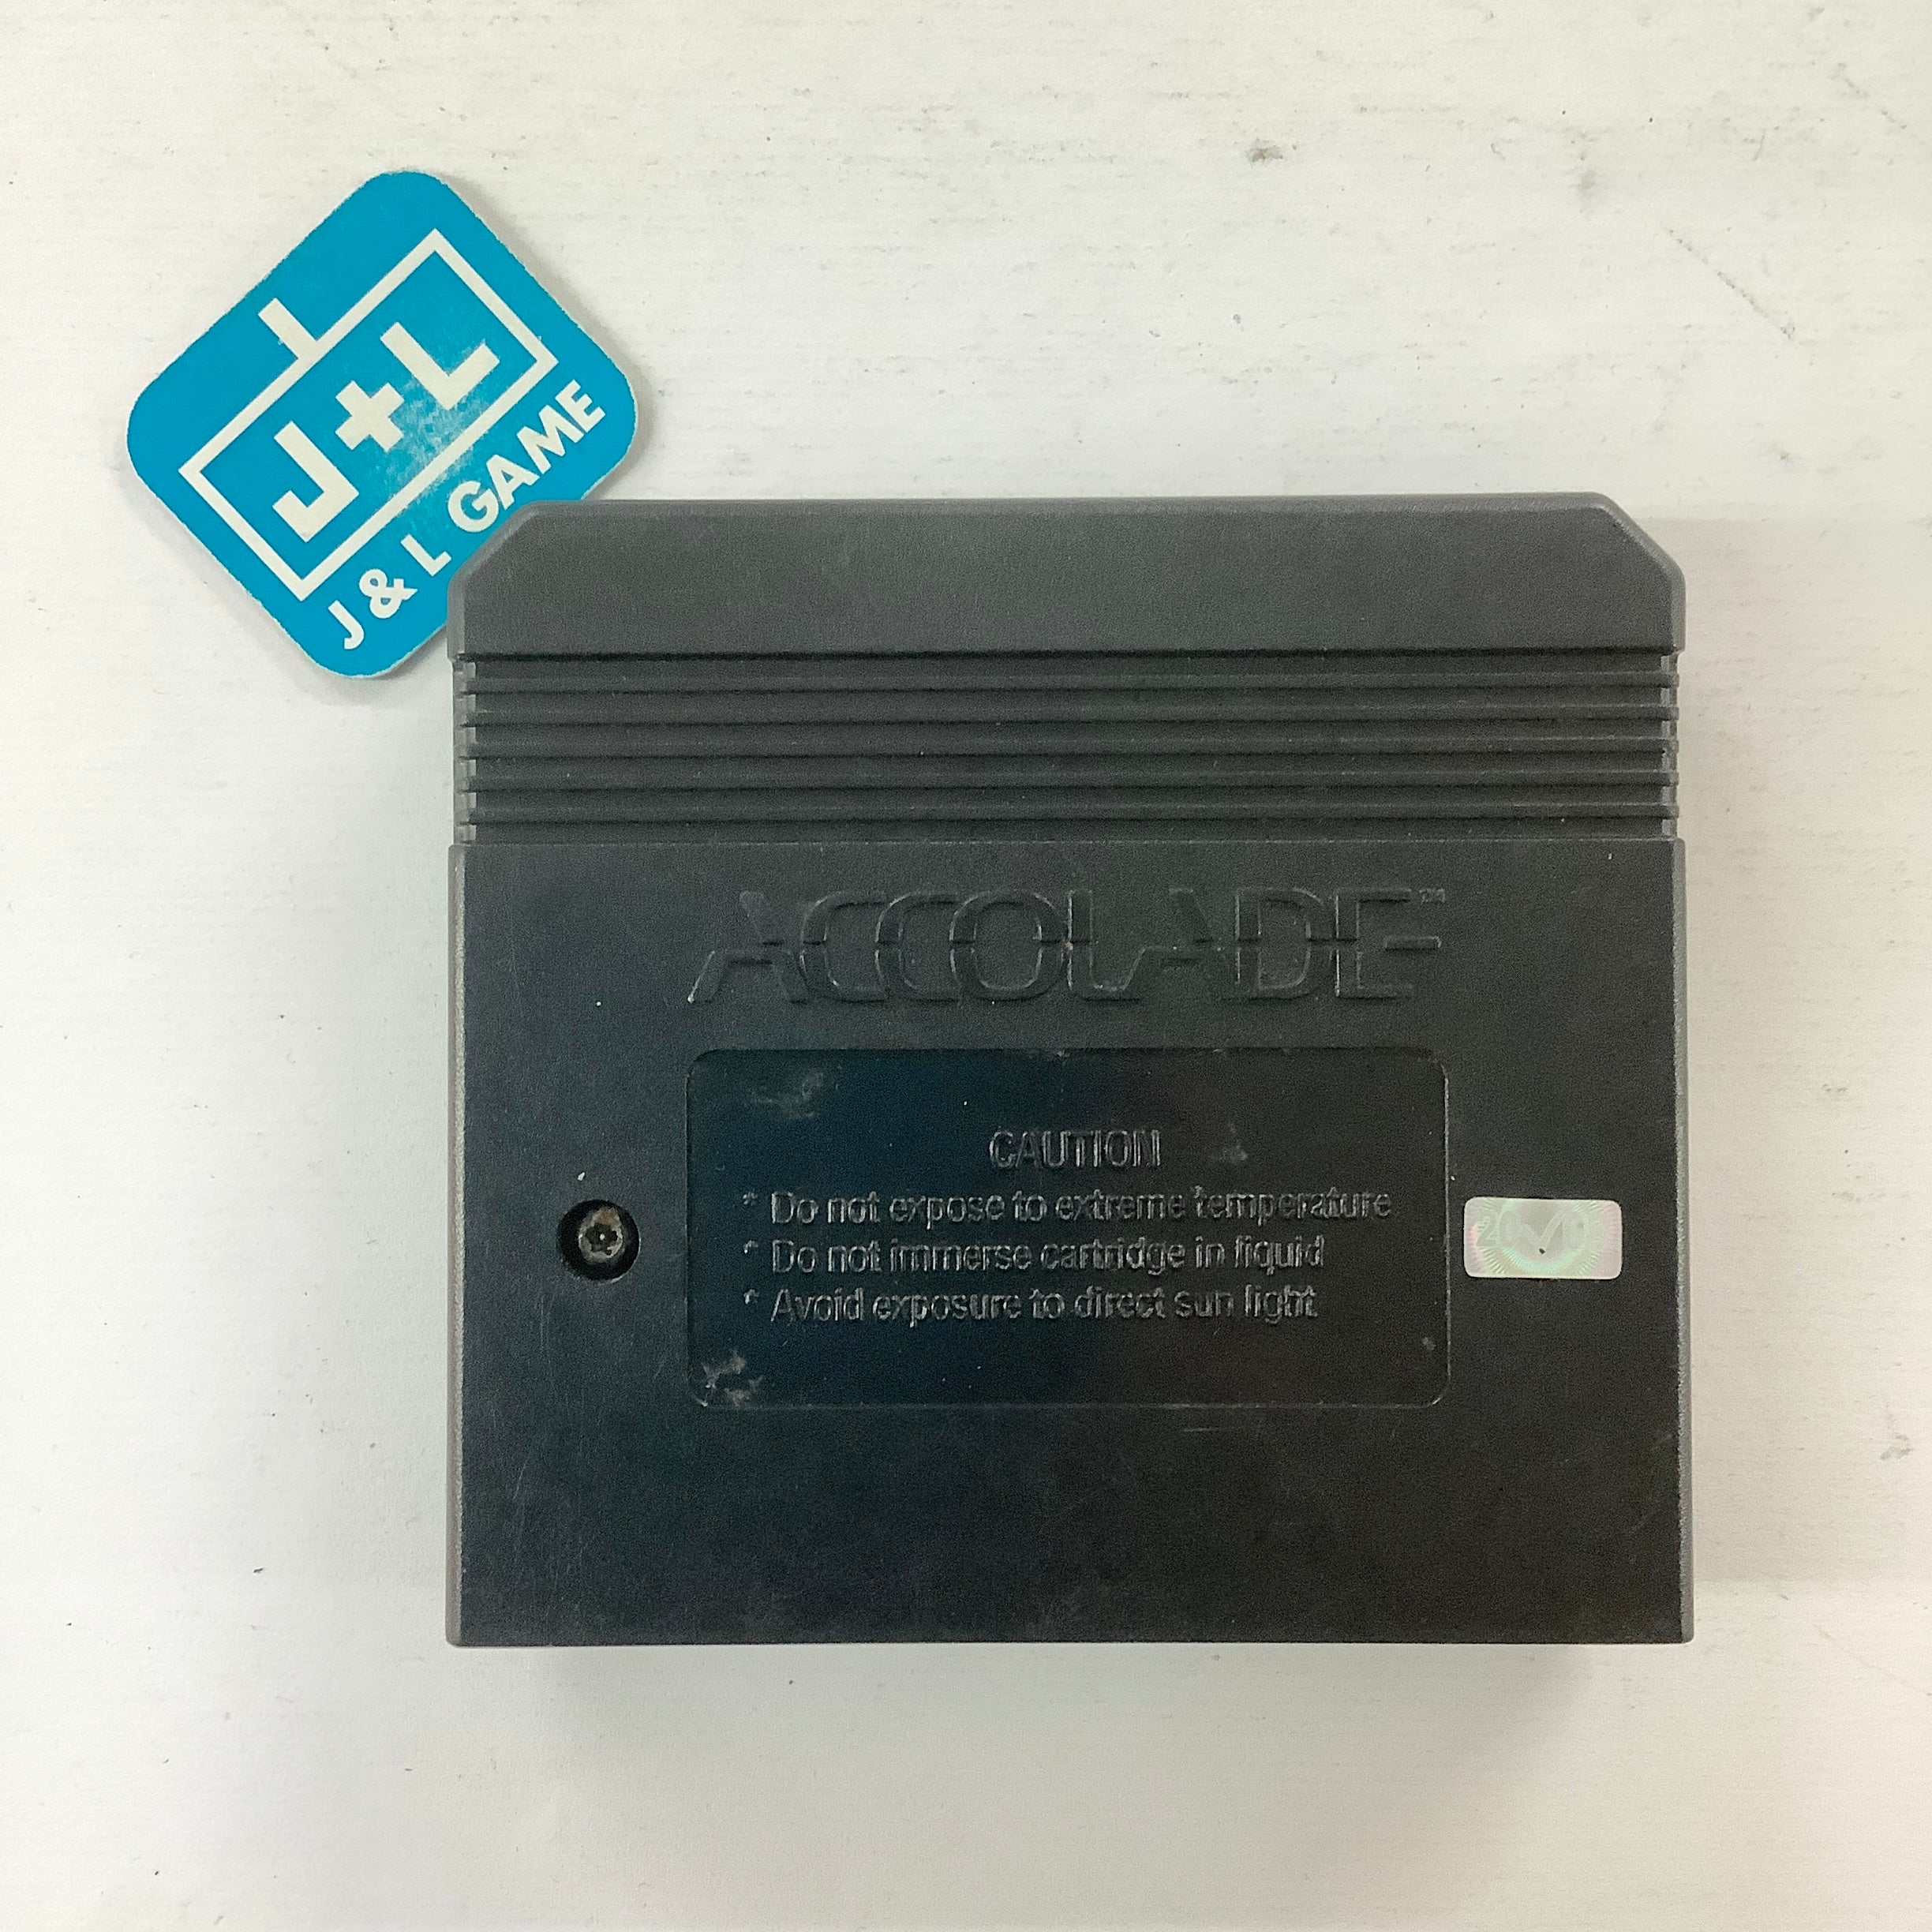 J+L
J & L GAME
ACCOLADE™
CAUTION
* Do not expose to extreme temperature
* Do not immerse cartridge in liquid
* Avoid exposure to direct sun light